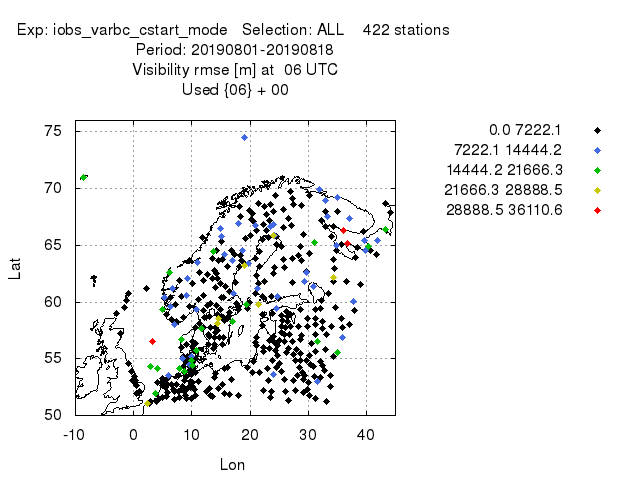 Exp: iobs_varbc_cstart_mode Selection: ALL 422 stations
Period: 20190801-20190818
Visibility rmse [m] at 06 UTC
Used {06} + 00
0.0 7222.1
7222.1 14444.2
14444.2 21666.3
21666.3 28888.5
28888.5 36110.6
75
70
65
60
55
50
Lat
-10 0 10 20 30 40
Lon